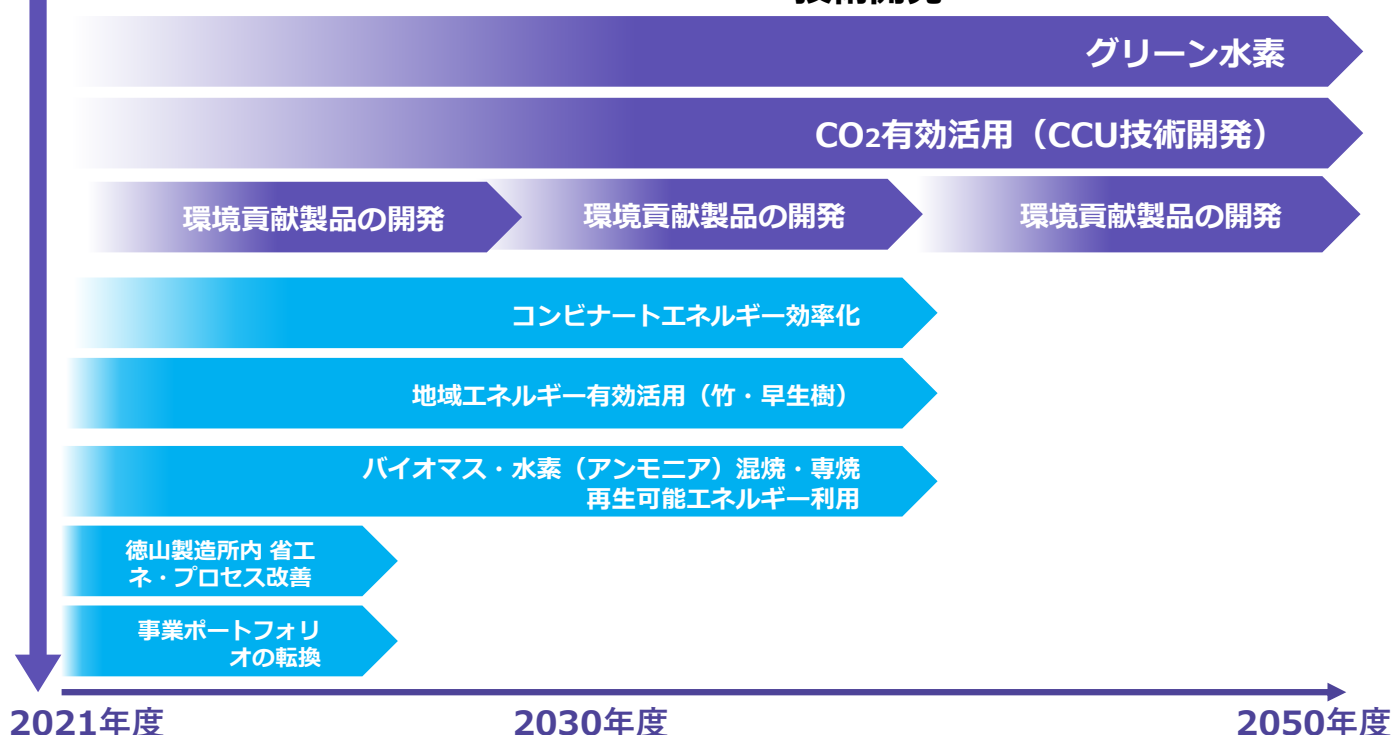 技術開発
グリーン水素
CO2有効活用（CCU技術開発）
環境貢献製品の開発
環境貢献製品の開発
環境貢献製品の開発
コンビナートエネルギー効率化
地域エネルギー有効活用（竹・早生樹）
バイオマス・水素（アンモニア）混焼・専焼
再生可能エネルギー利用
徳山製造所内 省エ
ネ・プロセス改善
事業ポートフォリ
オの転換
2021年度
2030年度
2050年度